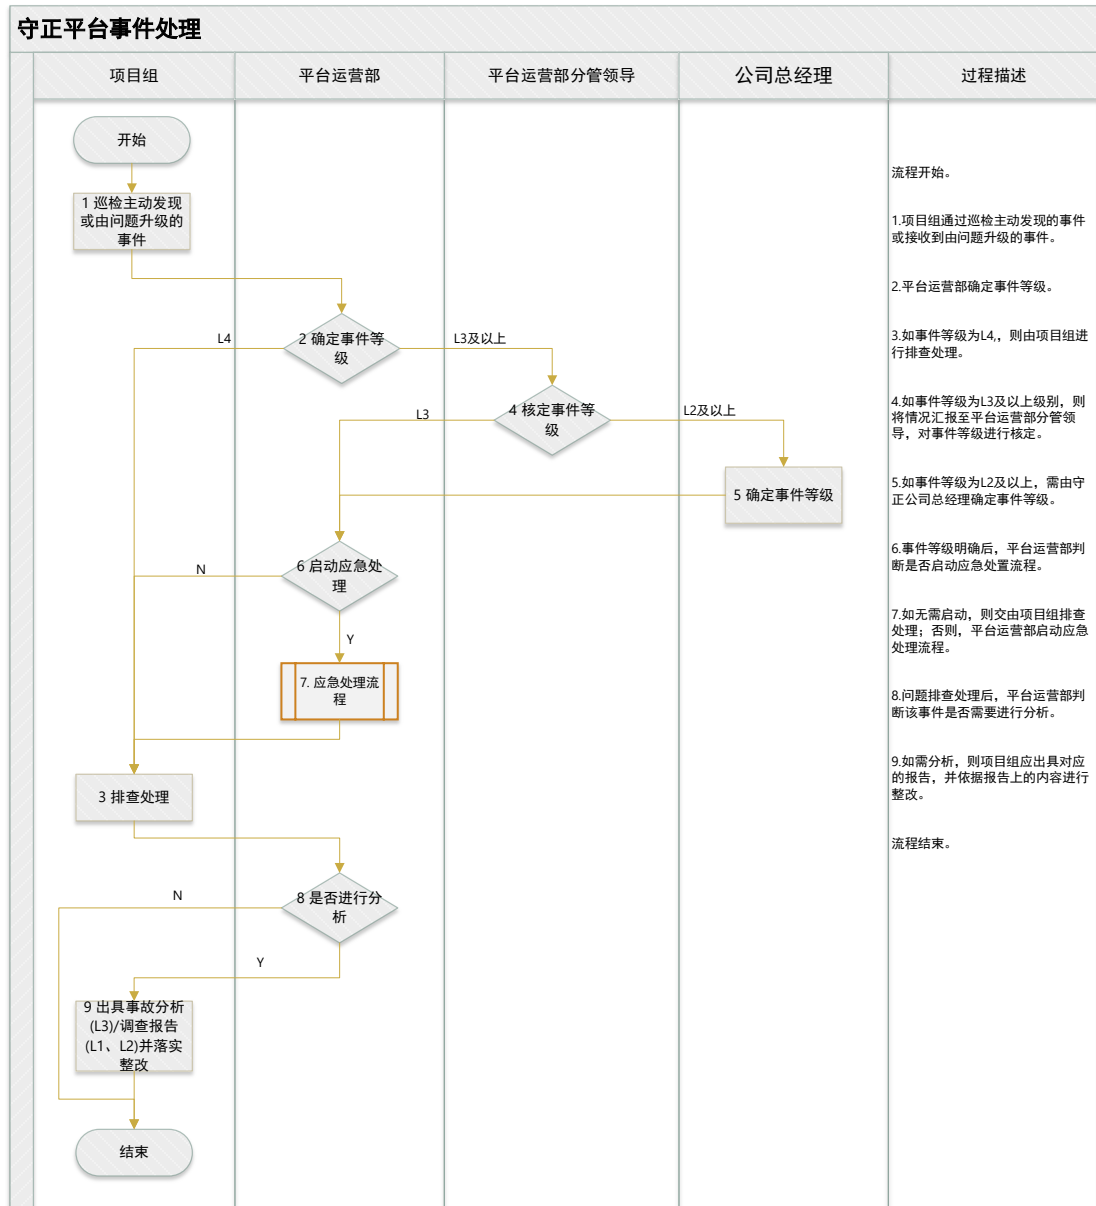 守正平台事件处理
项目组
平台运营部
平台运营部分管领导
公司总经理
过程描述
开始
1 巡检主动发现
或由问题升级的
事件
2 确定事件等
级
L4
L3及以上
4 核定事件等
级
L3
L2及以上
5 确定事件等级
6 启动应急处
理
N
Y
7. 应急处理流
程
3 排查处理
8 是否进行分
析
N
Y
9 出具事故分析
(L3)/调查报告
(L1、L2)并落实
整改
结束
流程开始。
1.项目组通过巡检主动发现的事件
或接收到由问题升级的事件。
2.平台运营部确定事件等级。
3.如事件等级为L4,，则由项目组进
行排查处理。
4.如事件等级为L3及以上级别，则
将情况汇报至平台运营部分管领
导，对事件等级进行核定。
5.如事件等级为L2及以上，需由守
正公司总经理确定事件等级。
6.事件等级明确后，平台运营部判
断是否启动应急处置流程。
7.如无需启动，则交由项目组排查
处理；否则，平台运营部启动应急
处理流程。
8.问题排查处理后，平台运营部判
断该事件是否需要进行分析。
9.如需分析，则项目组应出具对应
的报告，并依据报告上的内容进行
整改。
流程结束。